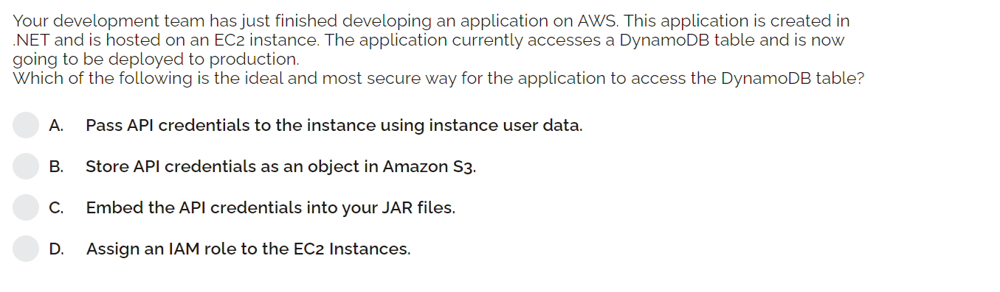 Your development team has just finished developing an application on AWS. This application is created in
.NET and is hosted on an EC2 instance. The application currently accesses a DynamoDB table and is now
going to be deployed to production.
Which of the following is the ideal and most secure way for the application to access the DynamoDB table?
A. Pass API credentials to the instance using instance user data.
B. Store API credentials as an object in Amazon S3.
C. Embed the API credentials into your JAR files.
D. Assign an IAM role to the EC2 Instances.